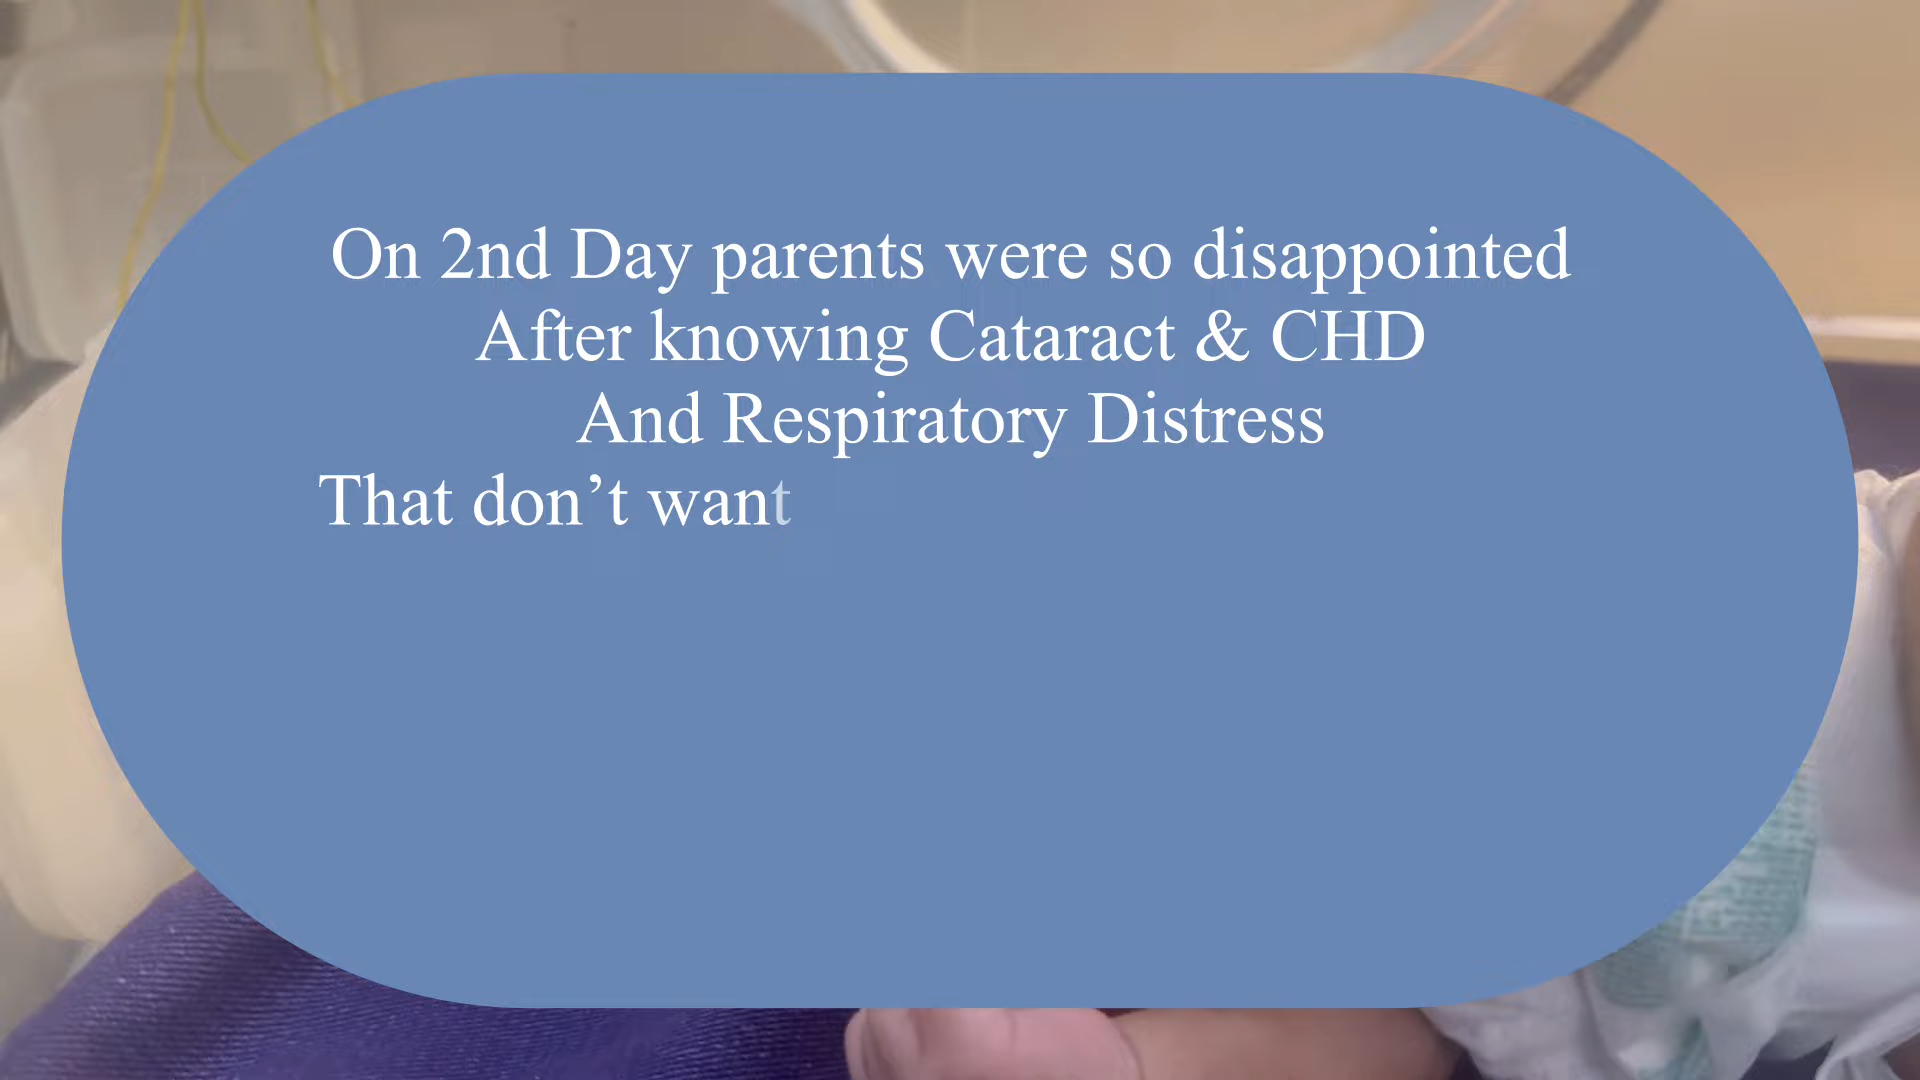 On 2nd Day parents were so disappointed
After knowing Cataract & CHD
And Respiratory Distress
That don’t want